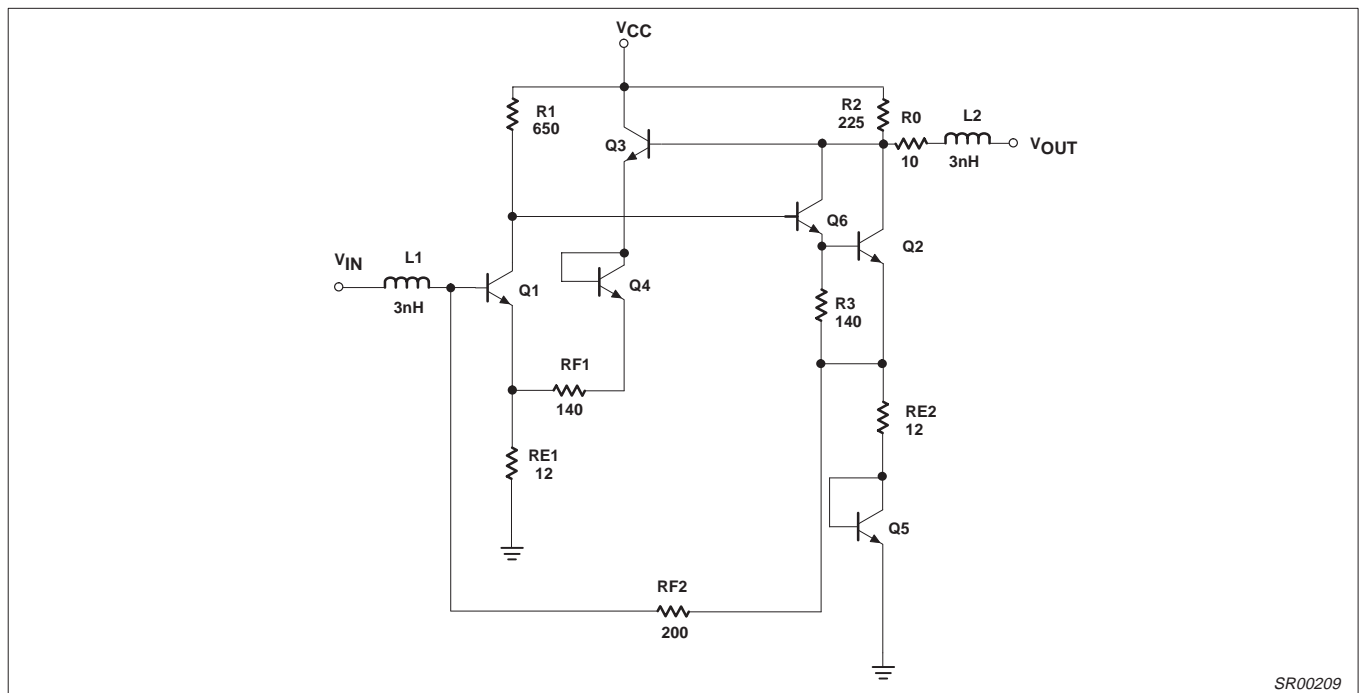 VCC
R1
650
R2
225
R0
10
L2
3nH
VOUT
Q3
Q6
Q2
VIN
L1
3nH
Q1
Q4
R3
140
RF1
140
RE2
12
RE1
12
Q5
RF2
200
SR00209